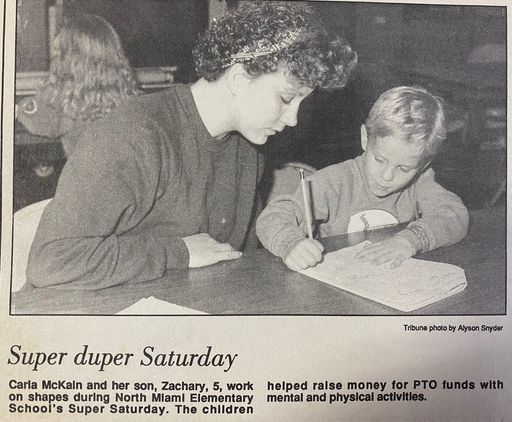 Tribune photo by Alyson Snyder
Super duper Saturday
Carla McKain and her son, Zachary, 5, work
on shapes during North Miami Elementary
School's Super Saturday. The children
helped raise money for PTO funds with
mental and physical activities.